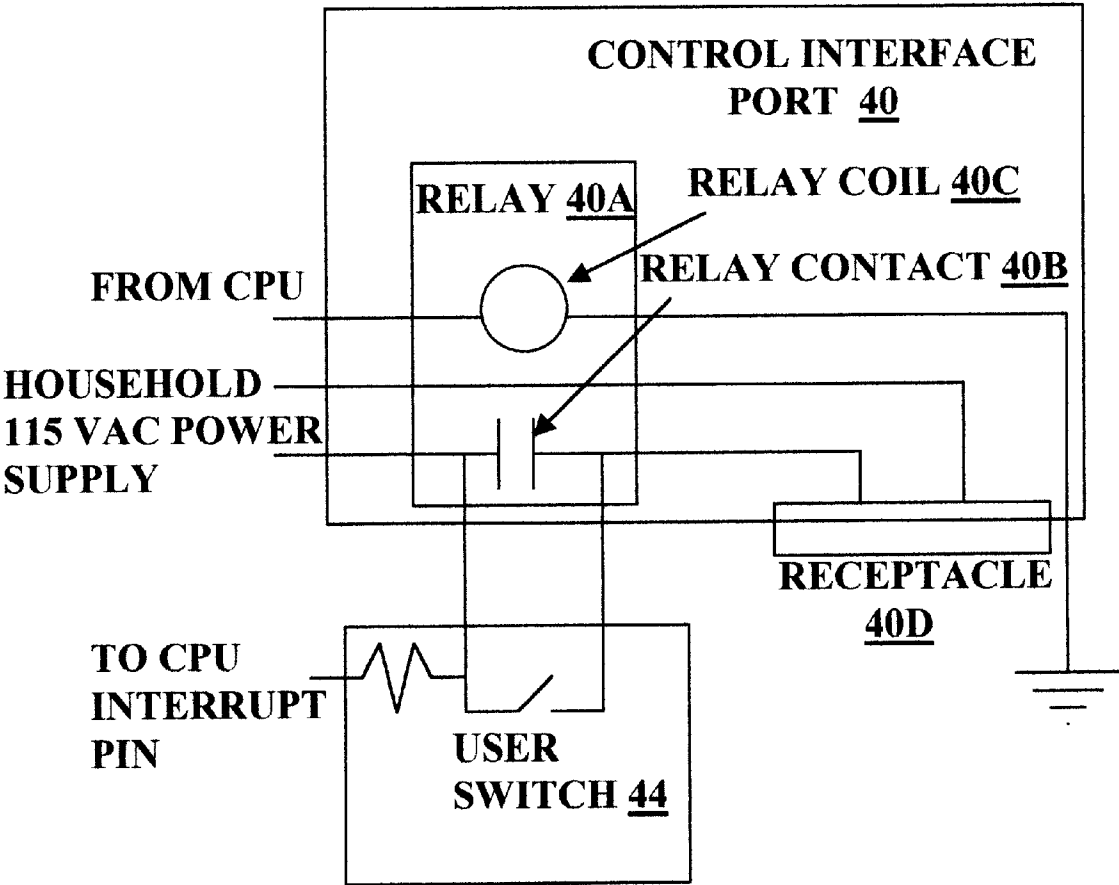 CONTROL INTERFACE
PORT 40
RELAY 40A
RELAY COIL 40C
RELAY CONTACT 40B
FROM CPU
HOUSEHOLD
115 VAC POWER
SUPPLY
RECEPTACLE
40D
TO CPU
INTERRUPT
PIN
USER
SWITCH 44